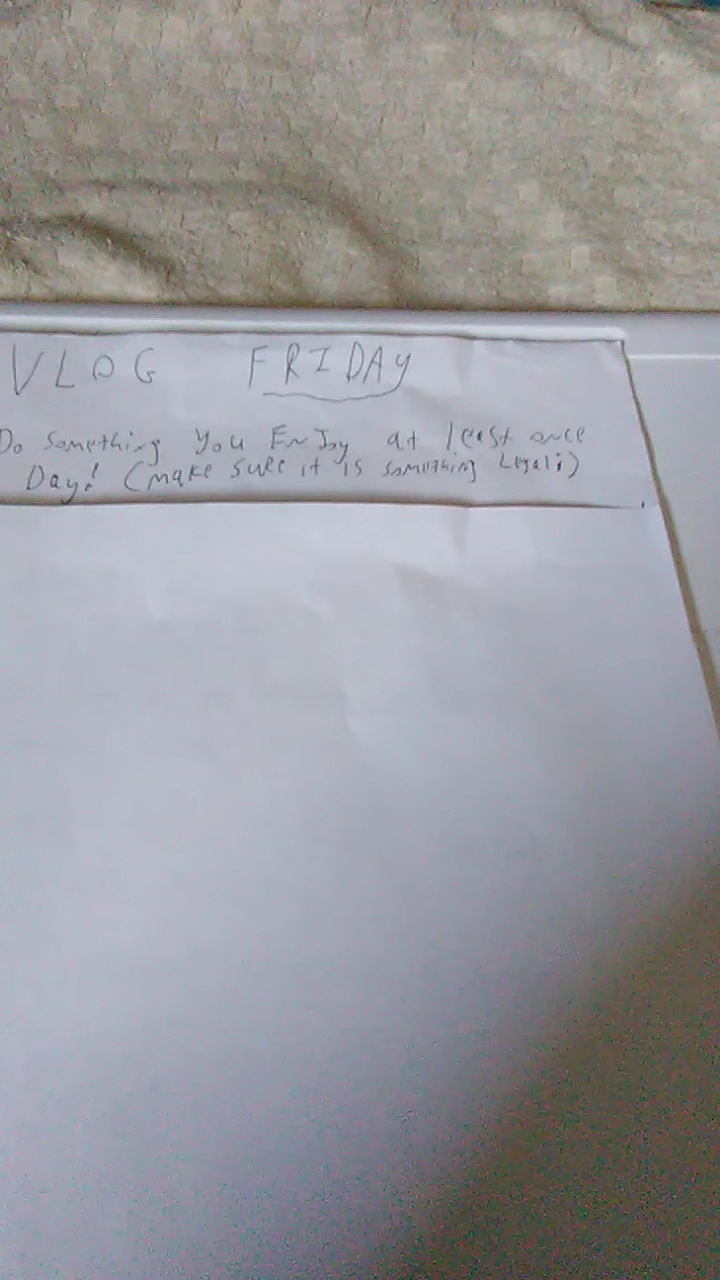 VLOG FRIDAY
Do Something You EnJoy at least once
Day! (make sure it is something Legal;)